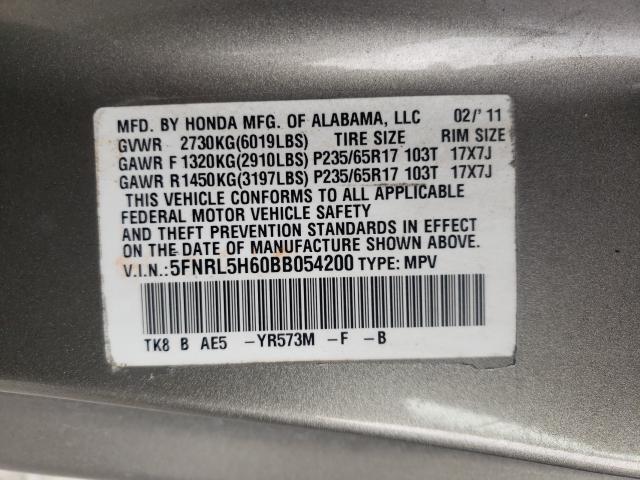 MFD. BY HONDA MFG. OF ALABAMA, LLC 02/'11
GVWR 2730KG(6019LBS) TIRE SIZE RIM SIZE
GAWR F 1320KG(2910LBS) P235/65R17 103T 17X7J
GAWR R1450KG(3197LBS) P235/65R17 103T 17X7J
THIS VEHICLE CONFORMS TO ALL APPLICABLE
FEDERAL MOTOR VEHICLE SAFETY
AND THEFT PREVENTION STANDARDS IN EFFECT
ON THE DATE OF MANUFACTURE SHOWN ABOVE.
V.I.N.:5FNRL5H60BB054200 TYPE: MPV
TK8 B AE5 -YR573M -F -B